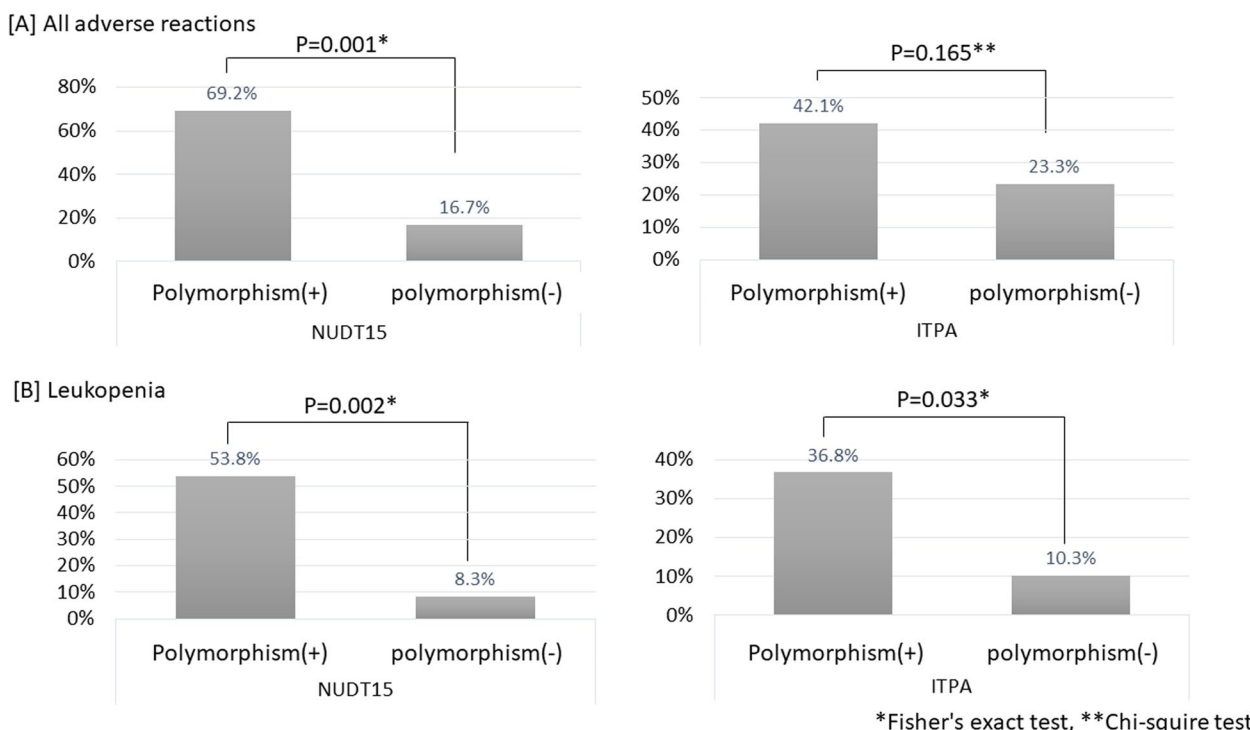 [A] All adverse reactions
P=0.001*
80%
69.2%
60%
40%
20%
16.7%
0%
Polymorphism(+) polymorphism(-)
NUDT15
P=0.165**
50%
42.1%
40%
30%
23.3%
20%
10%
0%
Polymorphism(+) polymorphism(-)
ITPA
[B] Leukopenia
P=0.002*
60%
53.8%
50%
40%
30%
20%
10%
8.3%
0%
Polymorphism(+) polymorphism(-)
NUDT15
P=0.033*
40%
36.8%
30%
20%
10.3%
10%
0%
Polymorphism(+) polymorphism(-)
ITPA
*Fisher's exact test, **Chi-squire test